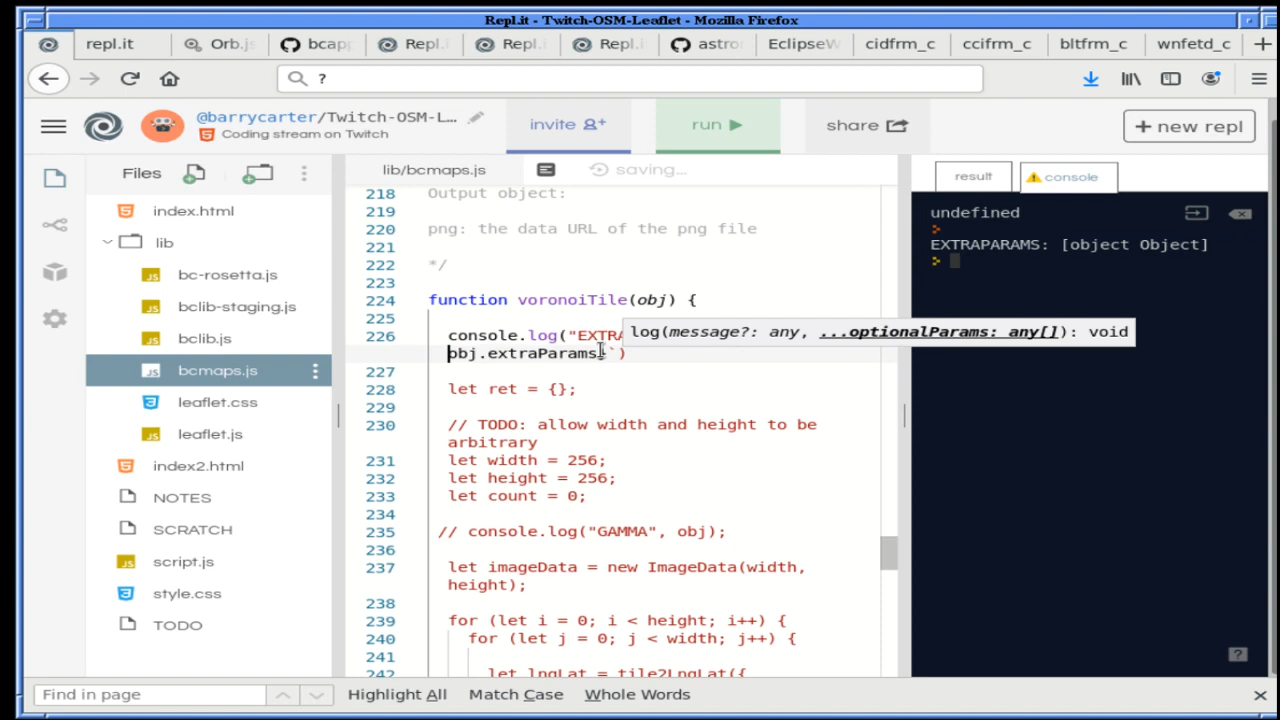 Repl.it - Twitch-OSM-Leaflet - Mozilla Firefox
repl.it Orb.js bcap Repl.i Repl.i Repl.i astro EclipseW cidfrm_c ccifrm_c bltfrm_c wnfetd_c
?
@barrycarter/Twitch-OSM-L…
Coding stream on Twitch
invite
run
share
+ new repl
Files
index.html
lib
bc-rosetta.js
bclib-staging.js
bclib.js
bcmaps.js
leaflet.css
leaflet.js
index2.html
NOTES
SCRATCH
script.js
style.css
TODO
lib/bcmaps.js saving...
218 Output object:
219
220 png: the data URL of the png file
221
222 */
223
224 function voronoiTile(obj) {
225
226 console.log("EXTRA
obj.extraParams}`)
log(message?: any, ...optionalParams: any[]): void
227
228 let ret = {};
229
230 // TODO: allow width and height to be
arbitrary
231 let width = 256;
232 let height = 256;
233 let count = 0;
234
235 // console.log("GAMMA", obj);
236
237 let imageData = new ImageData(width,
height);
238
239 for (let i = 0; i < height; i++) {
240 for (let j = 0; j < width; j++) {
241
242 let lngLat = tile2LngLat({
result console
undefined
>
EXTRAPARAMS: [object Object]
>
?
Find in page Highlight All Match Case Whole Words